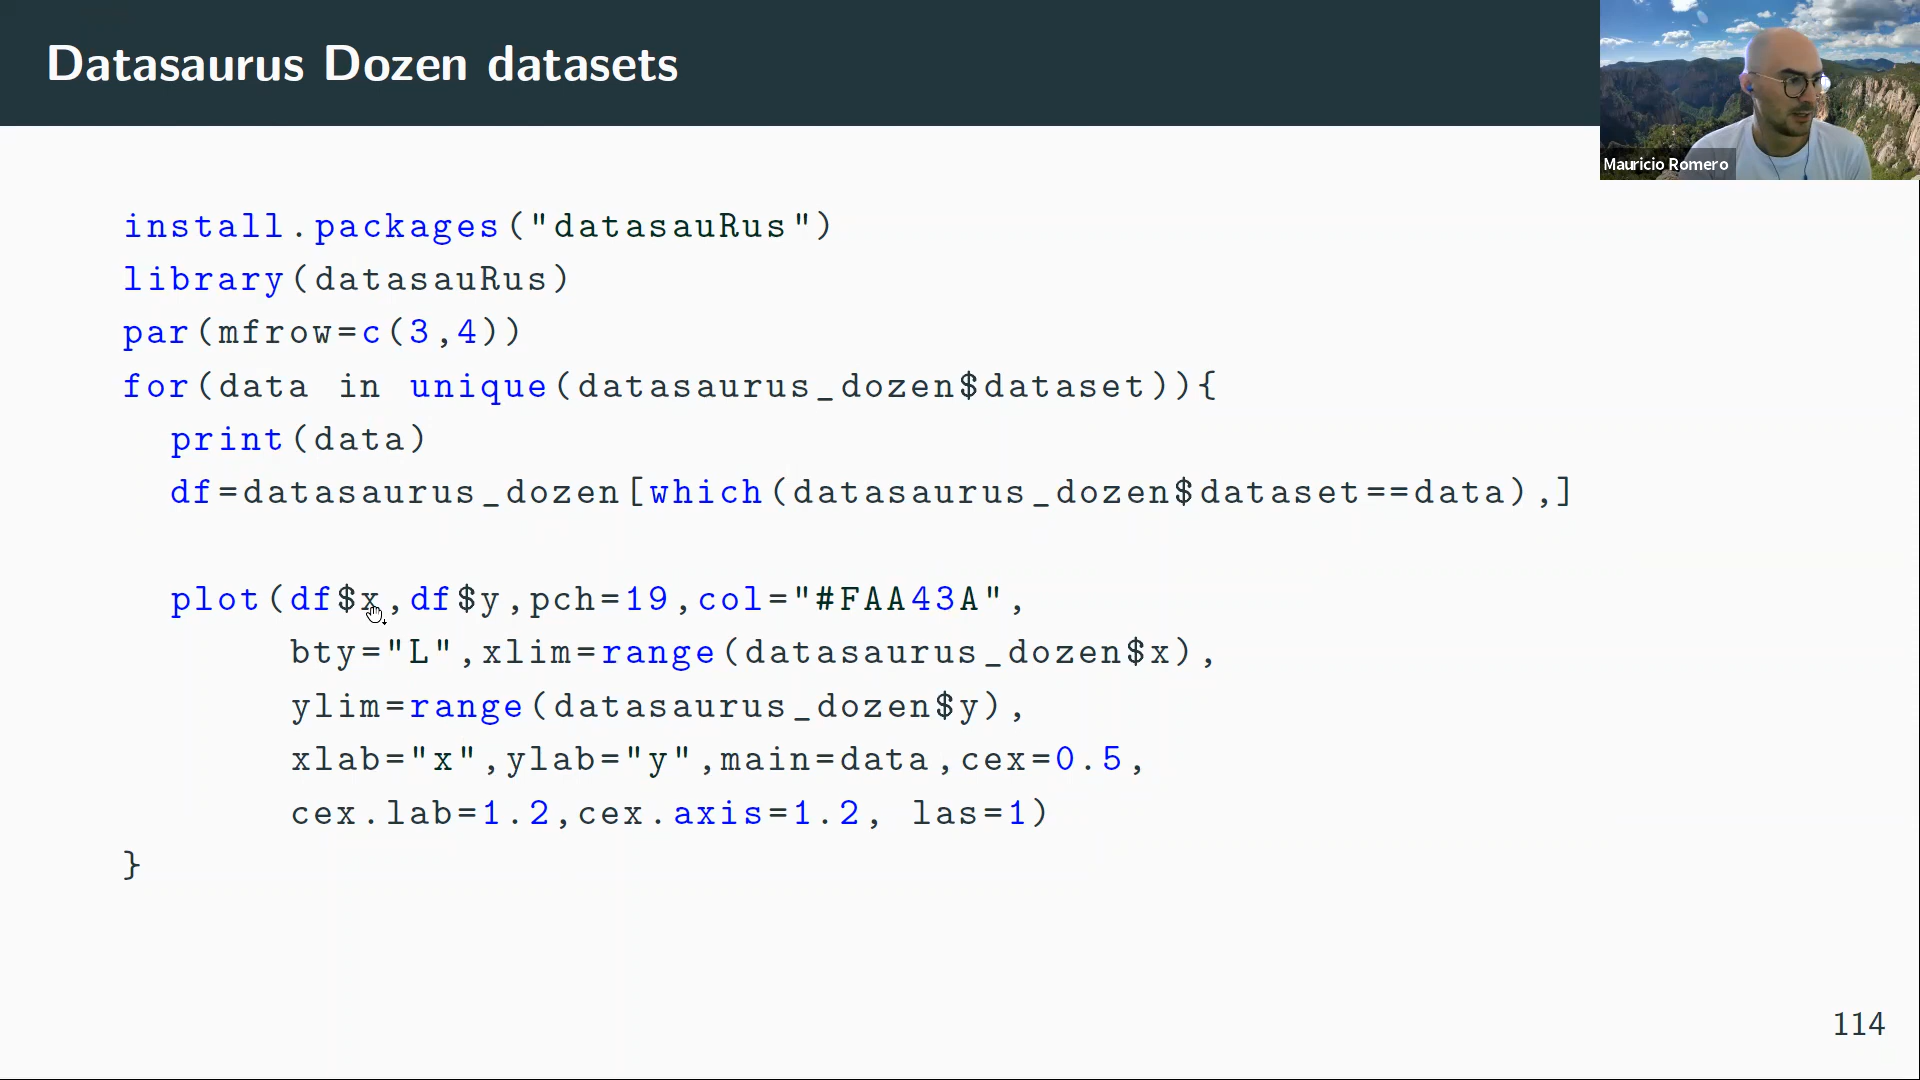 Datasaurus Dozen datasets
Mauricio Romero
install.packages("datasauRus")
library(datasauRus)
par(mfrow=c(3,4))
for(data in unique(datasaurus_dozen$dataset)){
print(data)
df=datasaurus_dozen[which(datasaurus_dozen$dataset==data),]
plot(df$x,df$y,pch=19,col="#FAA43A",
bty="L",xlim=range(datasaurus_dozen$x),
ylim=range(datasaurus_dozen$y),
xlab="x",ylab="y",main=data,cex=0.5,
cex.lab=1.2,cex.axis=1.2, las=1)
}
114